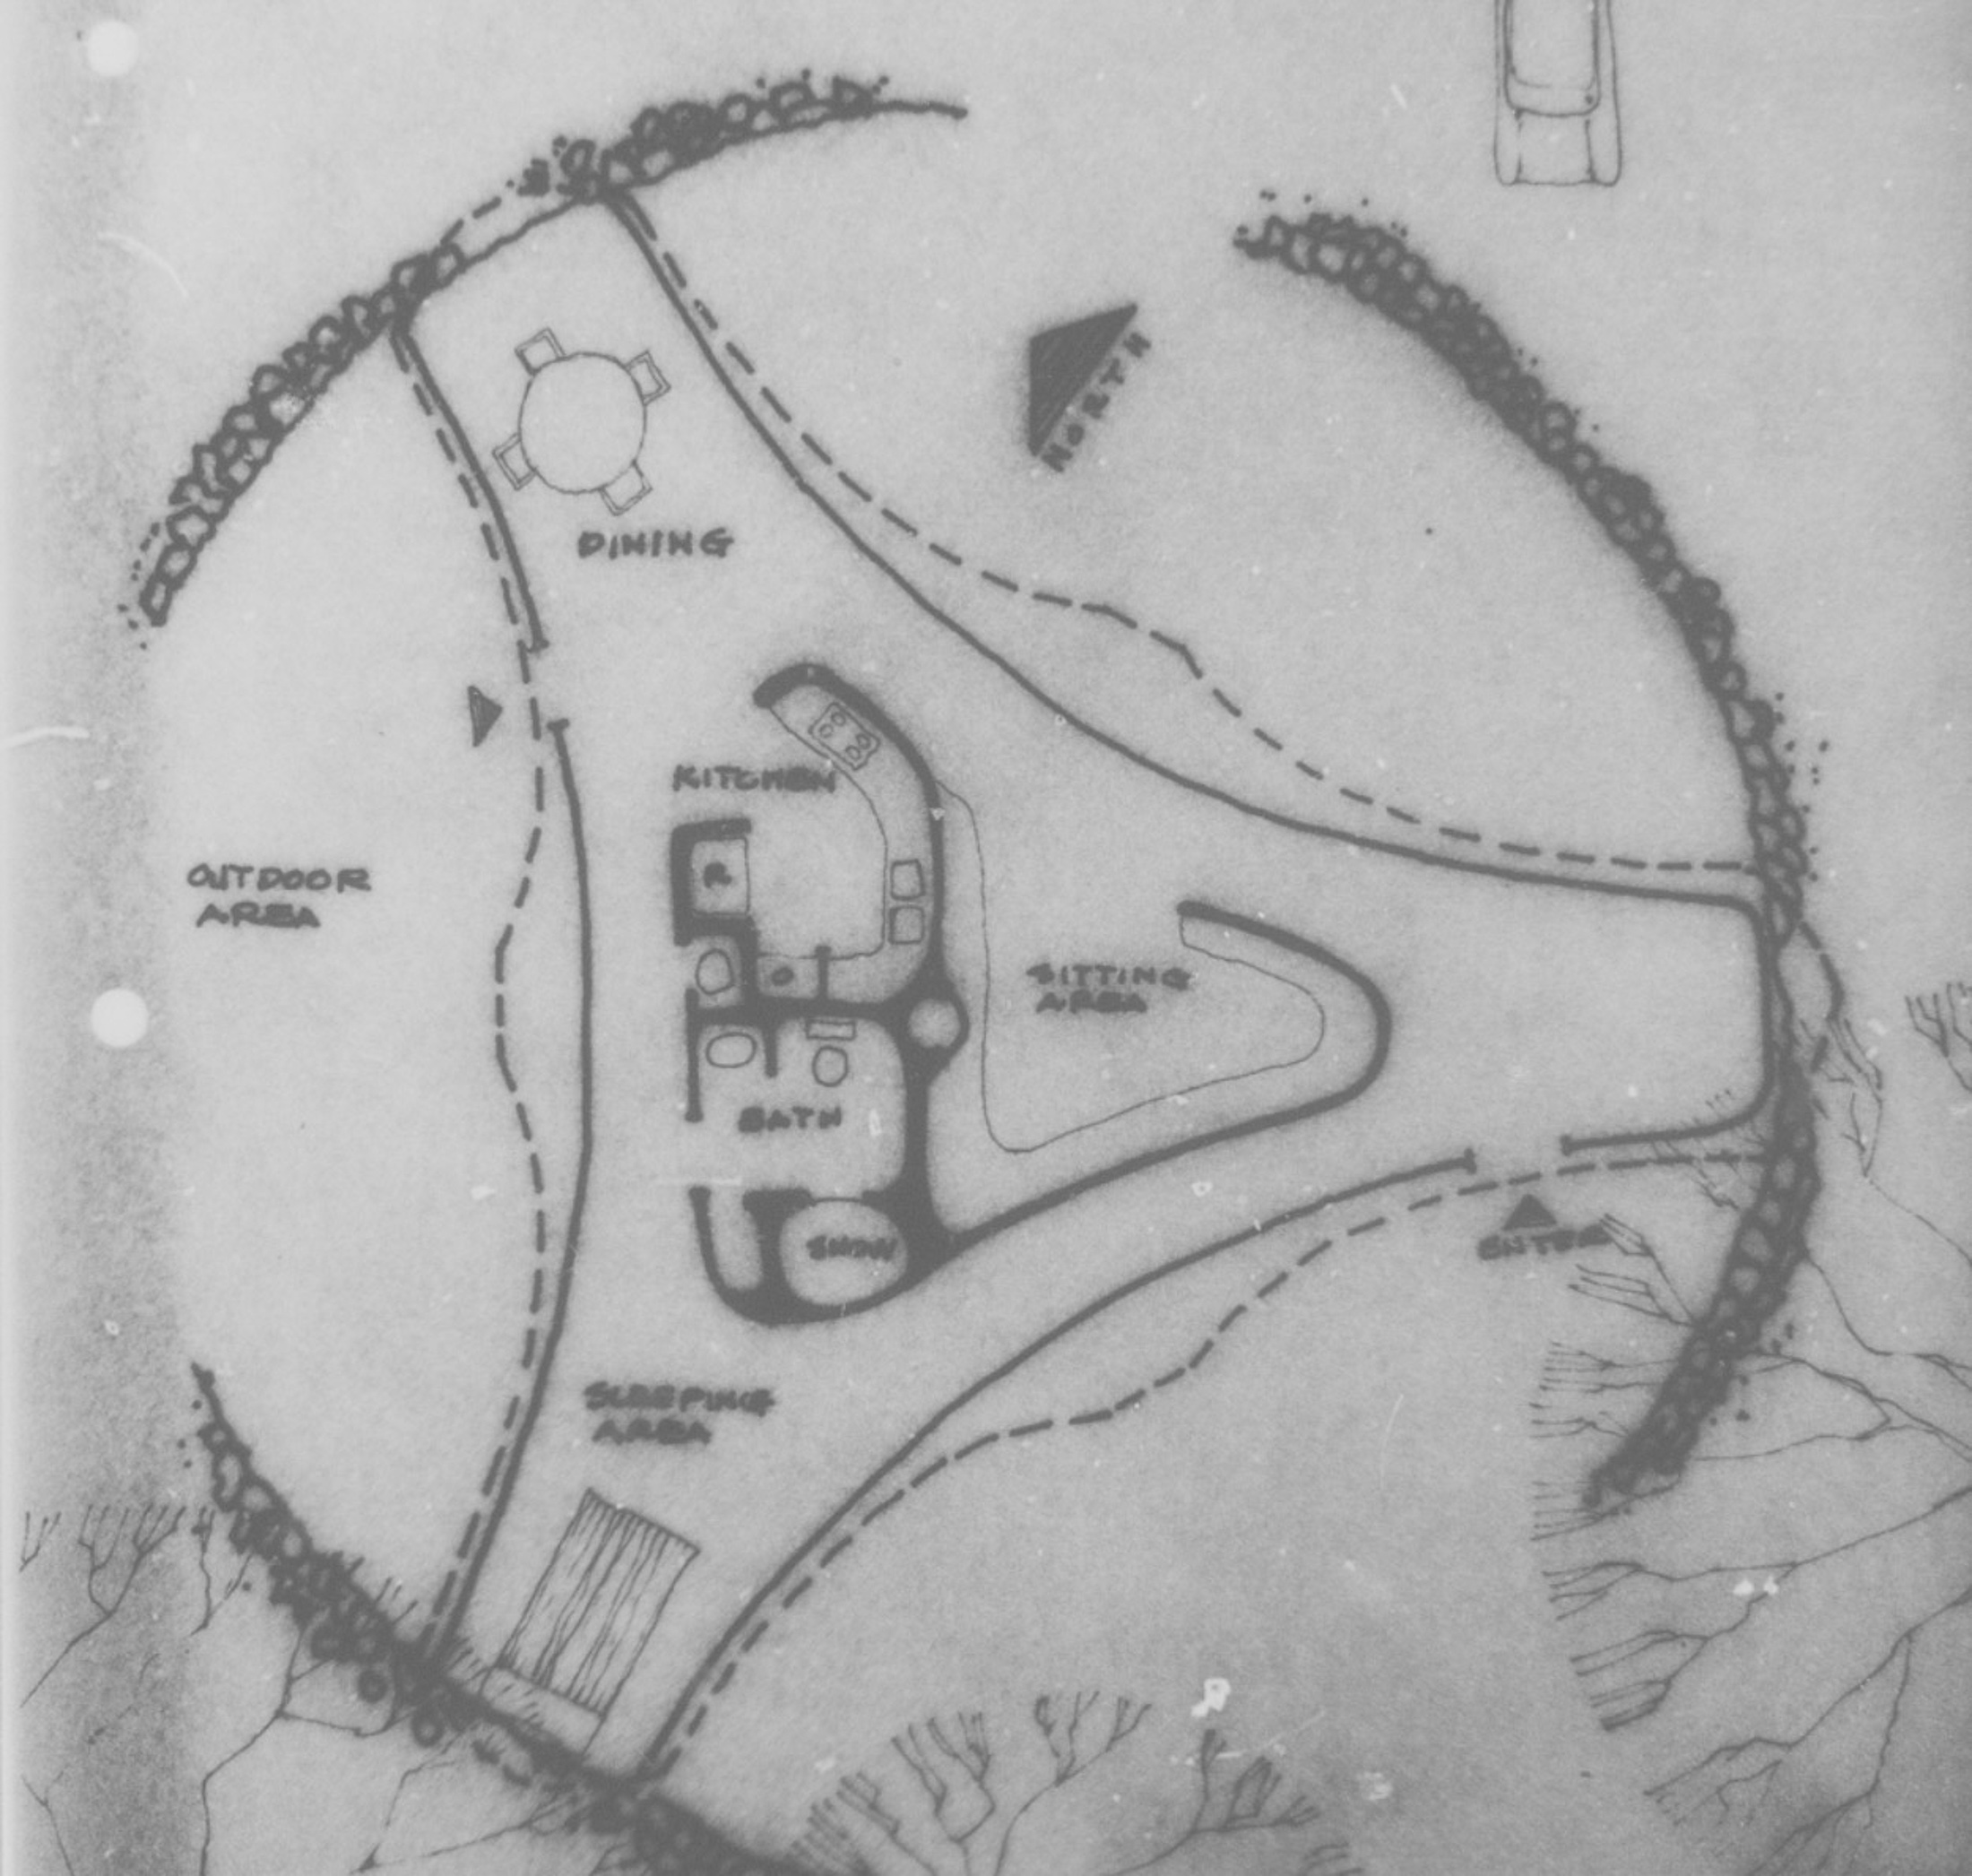 NORTH
DINING
KITCHEN
R
OUTDOOR
AREA
SITTING
AREA
BATH
SHOW
ENTER
SLEEPING
AREA